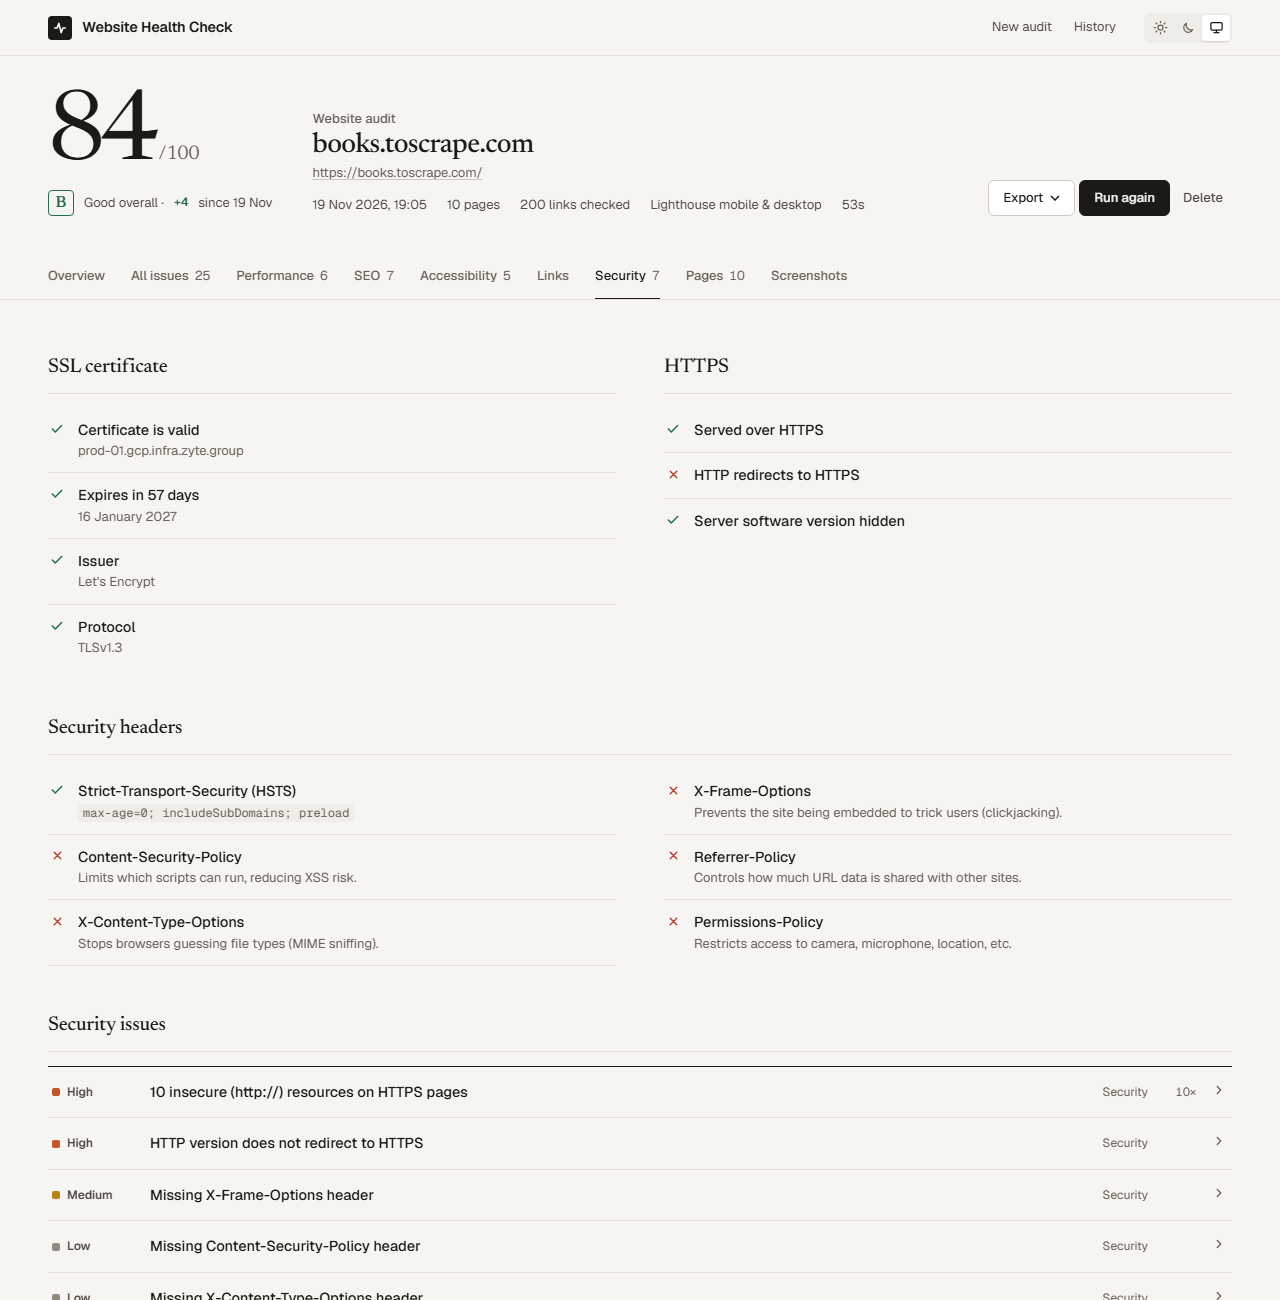 Website Health Check
New audit
History
84/100
Website audit
books.toscrape.com
https://books.toscrape.com/
B Good overall · +4 since 19 Nov
19 Nov 2026, 19:05 10 pages 200 links checked Lighthouse mobile & desktop 53s
Export
Run again
Delete
Overview All issues 25 Performance 6 SEO 7 Accessibility 5 Links Security 7 Pages 10 Screenshots
SSL certificate
Certificate is valid
prod-01.gcp.infra.zyte.group
Expires in 57 days
16 January 2027
Issuer
Let's Encrypt
Protocol
TLSv1.3
HTTPS
Served over HTTPS
HTTP redirects to HTTPS
Server software version hidden
Security headers
Strict-Transport-Security (HSTS)
max-age=0; includeSubDomains; preload
Content-Security-Policy
Limits which scripts can run, reducing XSS risk.
X-Content-Type-Options
Stops browsers guessing file types (MIME sniffing).
X-Frame-Options
Prevents the site being embedded to trick users (clickjacking).
Referrer-Policy
Controls how much URL data is shared with other sites.
Permissions-Policy
Restricts access to camera, microphone, location, etc.
Security issues
High 10 insecure (http://) resources on HTTPS pages Security 10×
High HTTP version does not redirect to HTTPS Security
Medium Missing X-Frame-Options header Security
Low Missing Content-Security-Policy header Security
Low Missing X-Content-Type-Options header Security